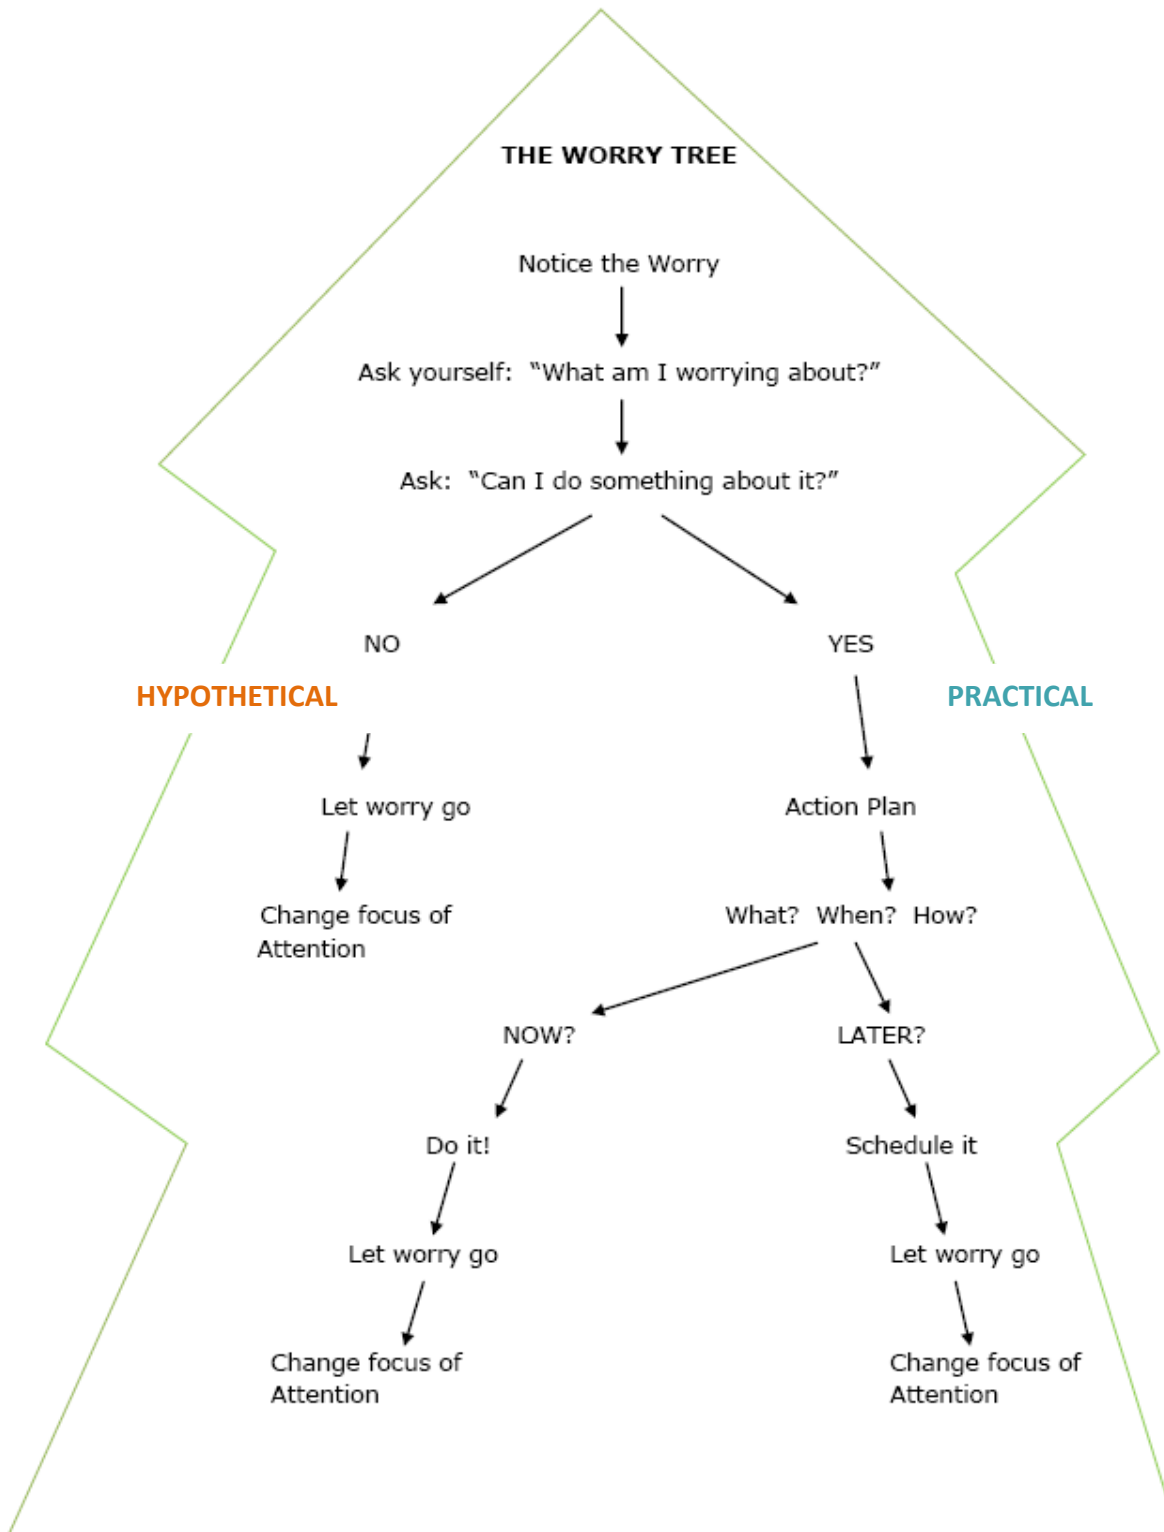 THE WORRY TREE
Notice the Worry
Ask yourself:  “What am I worrying about?”
Ask:  “Can I do something about it?”
NO
YES
HYPOTHETICAL
PRACTICAL
Let worry go
Action Plan
Change focus of
Attention
What?  When?  How?
NOW?
LATER?
Do it!
Schedule it
Let worry go
Let worry go
Change focus of
Attention
Change focus of
Attention